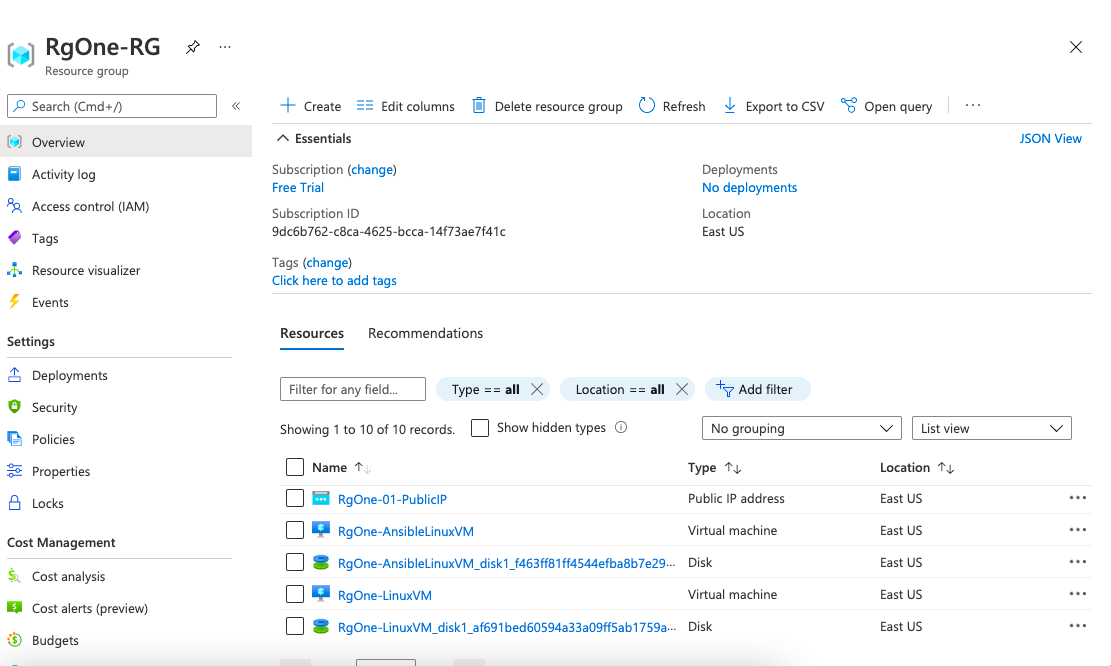 RgOne-RG
...
Resource group
Search (Cmd+/)
«
Overview
Activity log
Access control (IAM)
Tags
Resource visualizer
Events
Settings
Deployments
Security
Policies
Properties
Locks
Cost Management
Cost analysis
Cost alerts (preview)
Budgets
Create Edit columns Delete resource group Refresh Export to CSV Open query ...
Essentials JSON View
Subscription (change)
Free Trial
Subscription ID
9dc6b762-c8ca-4625-bcca-14f73ae7f41c
Tags (change)
Click here to add tags
Deployments
No deployments
Location
East US
Resources Recommendations
Filter for any field... Type == all Location == all Add filter
Showing 1 to 10 of 10 records. Show hidden types No grouping List view
Name ↑↓ Type ↑↓ Location ↑↓
RgOne-01-PublicIP Public IP address East US ...
RgOne-AnsibleLinuxVM Virtual machine East US ...
RgOne-AnsibleLinuxVM_disk1_f463ff81ff4544efba8b7e29... Disk East US ...
RgOne-LinuxVM Virtual machine East US ...
RgOne-LinuxVM_disk1_af691bed60594a33a09ff5ab1759a... Disk East US ...